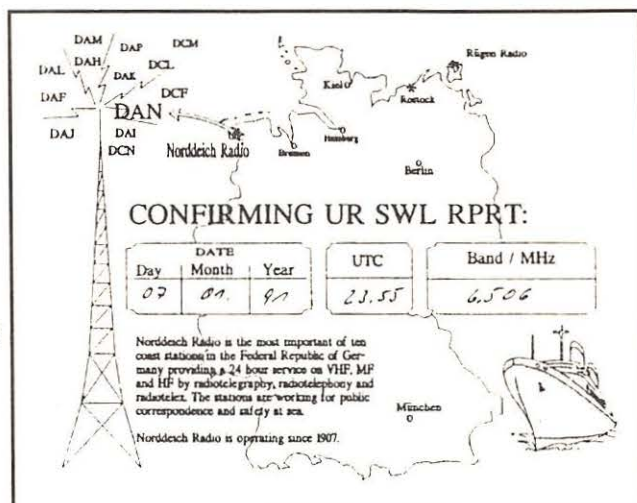 DAM
DAP
DCM
DAL
DAH
DAK
DCL
DAF
DCF
DAN
DAJ
DAI
DCN
Norddeich Radio
Kiel
Rostock
Rügen Radio
Bremen
Hamburg
Berlin
CONFIRMING UR SWL RPRT:
DATE
Day Month Year
07 01. 91
UTC
23.55
Band / MHz
6.506
Norddeich Radio is the most important of ten
coast stations in the Federal Republic of Ger-
many providing a 24 hour service on VHF, MF
and HF by radiotelegraphy, radiotelephony and
radiotelex. The stations are working for public
correspondence and safety at sea.
Norddeich Radio is operating since 1907.
München